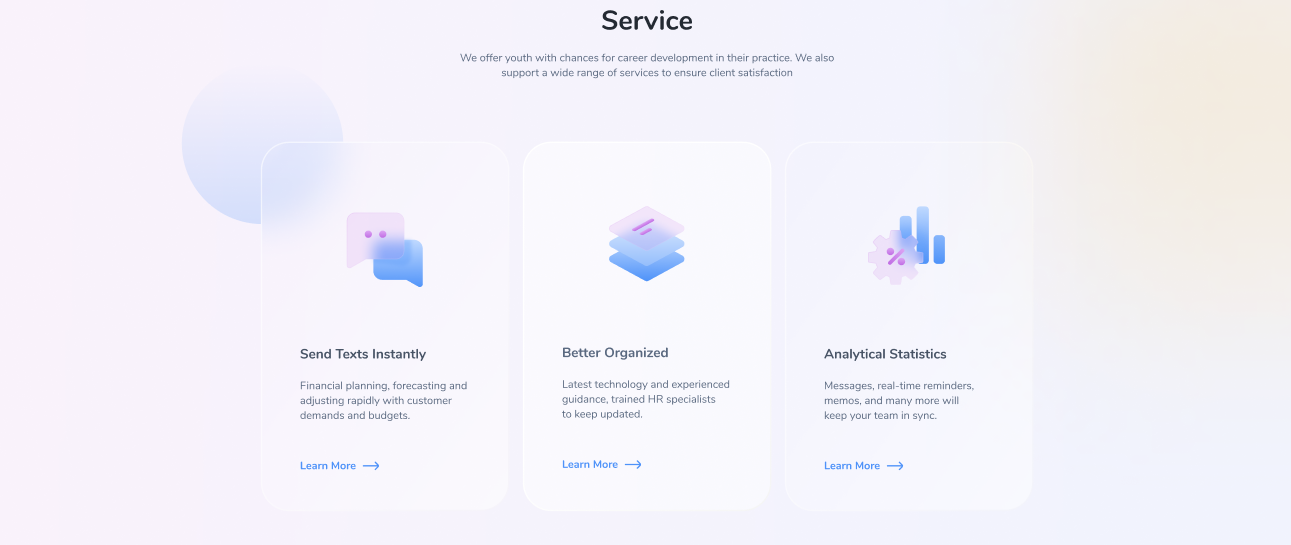 Service
We offer youth with chances for career development in their practice. We also
support a wide range of services to ensure client satisfaction
Send Texts Instantly
Financial planning, forecasting and
adjusting rapidly with customer
demands and budgets.
Learn More
Better Organized
Latest technology and experienced
guidance, trained HR specialists
to keep updated.
Learn More
%
Analytical Statistics
Messages, real-time reminders,
memos, and many more will
keep your team in sync.
Learn More